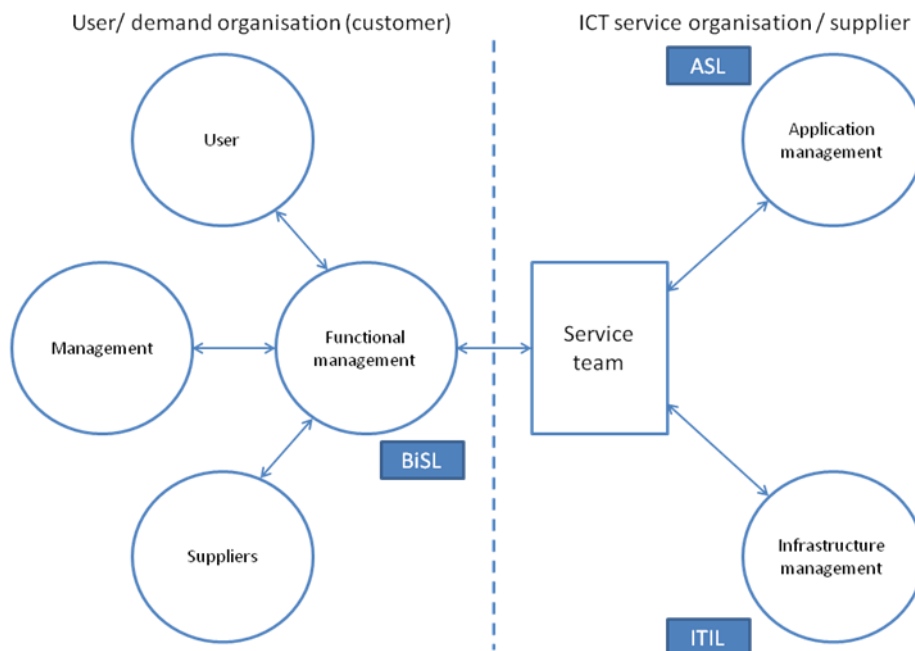 User/ demand organisation (customer)
ICT service organisation / supplier
ASL
User
Application
management
Management
Functional
management
Service
team
BiSL
Suppliers
Infrastructure
management
ITIL